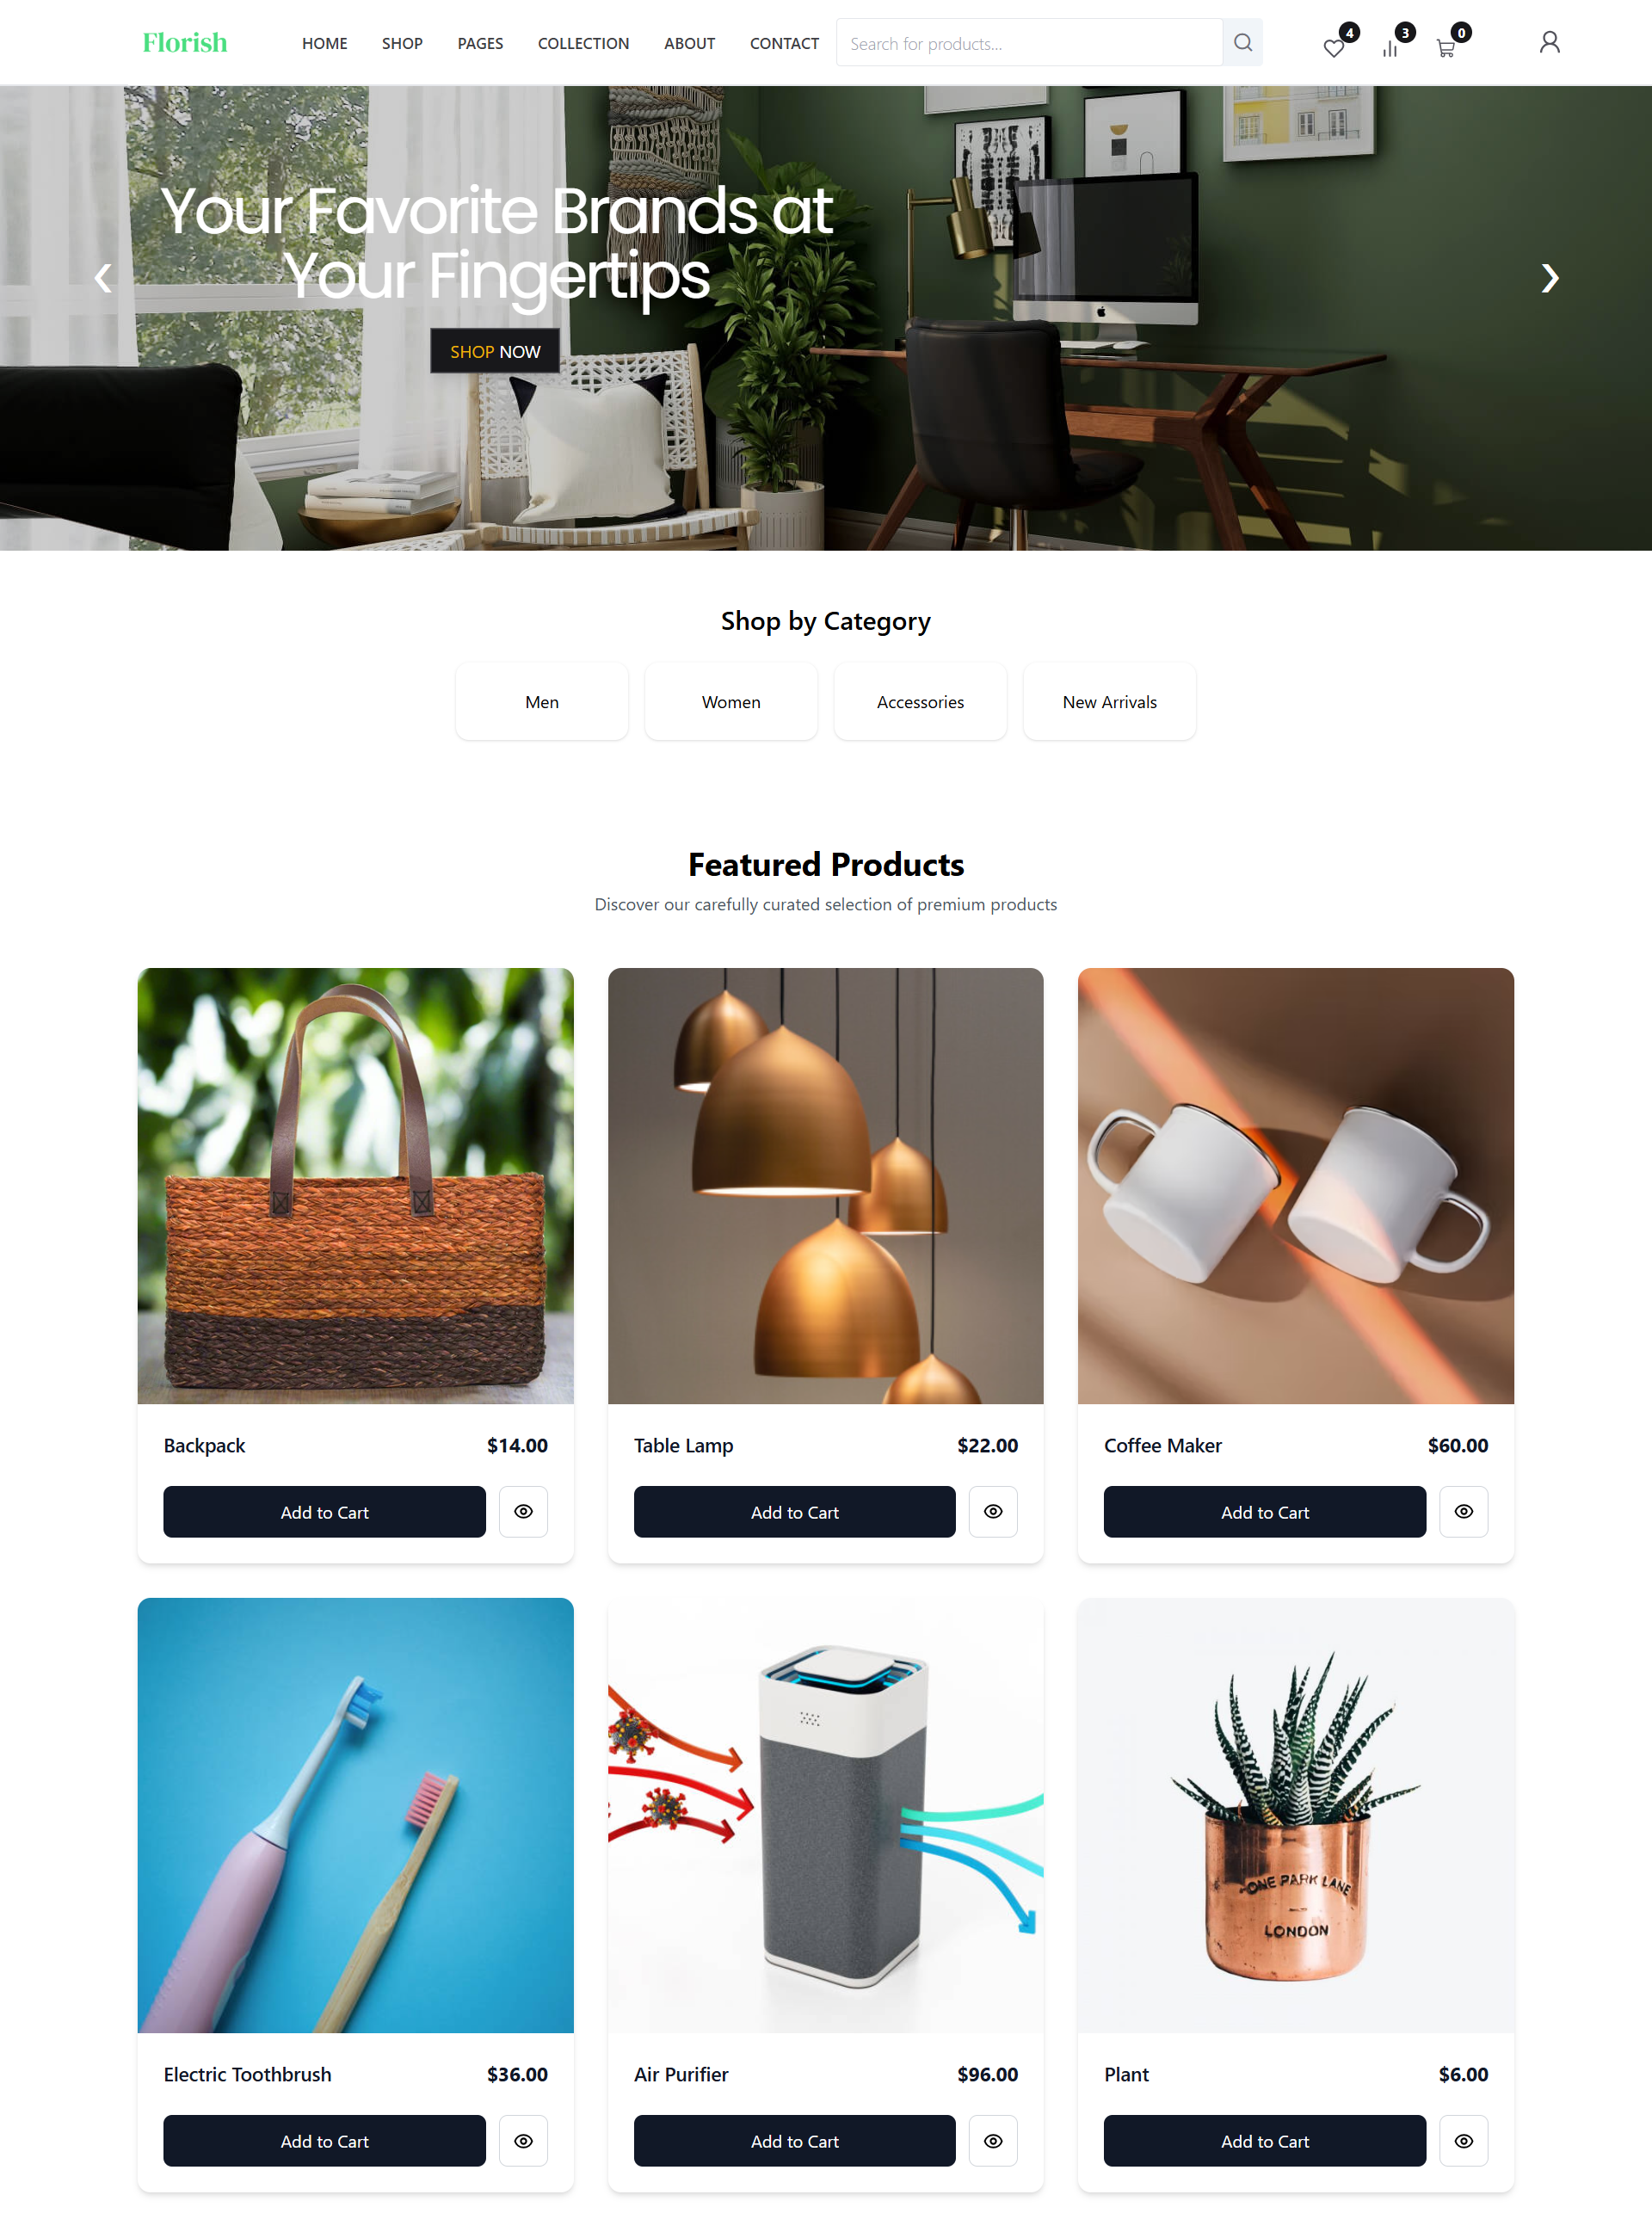 Florish
HOME SHOP PAGES COLLECTION ABOUT CONTACT
Search for products...
4 3 0
Your Favorite Brands at
Your Fingertips
SHOP NOW
Shop by Category
Men
Women
Accessories
New Arrivals
Featured Products
Discover our carefully curated selection of premium products
Backpack $14.00
Add to Cart
Table Lamp $22.00
Add to Cart
Coffee Maker $60.00
Add to Cart
ONE PARK LANE
LONDON
Electric Toothbrush $36.00
Add to Cart
Air Purifier $96.00
Add to Cart
Plant $6.00
Add to Cart